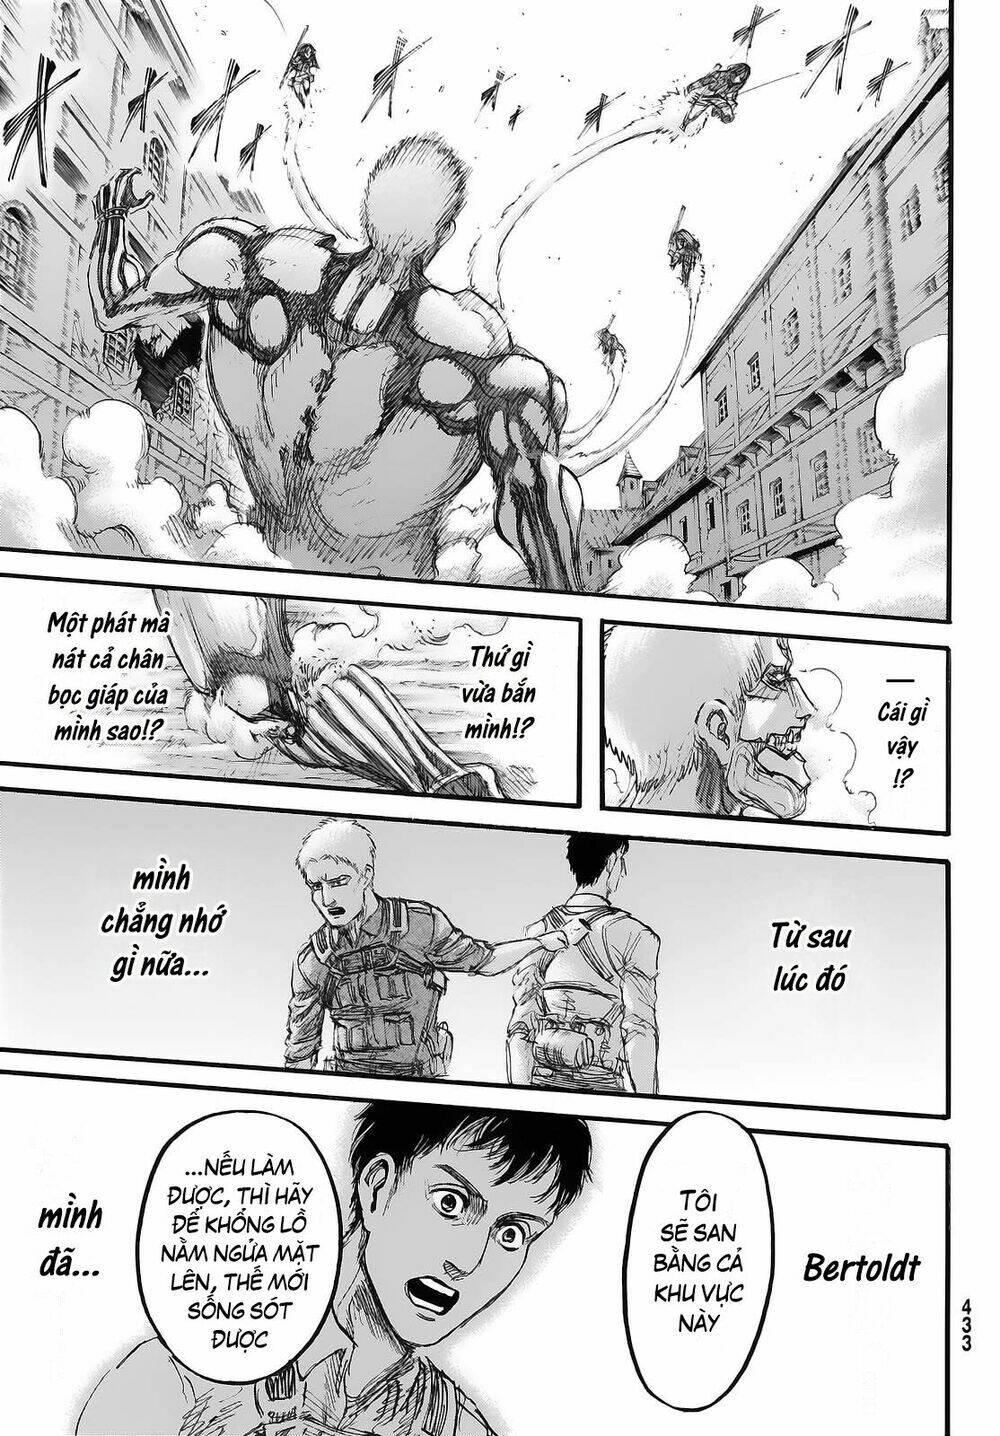 —
Cái gì
vậy
!?
Thứ gì
vừa bắn
mình!?
Một phát mà
nát cả chân
bọc giáp của
mình sao!?
Từ sau
lúc đó
mình
chẳng nhớ
gì nữa...
Bertoldt
TÔI
SẼ SAN
BẰNG CẢ
KHU VỰC
NÀY
...NẾU LÀM
ĐƯỢC, THÌ HÃY
ĐỂ KHỔNG LỒ
NẰM NGỬA MẶT
LÊN, THẾ MỚI
SỐNG SÓT
ĐƯỢC
mình
đã...
433